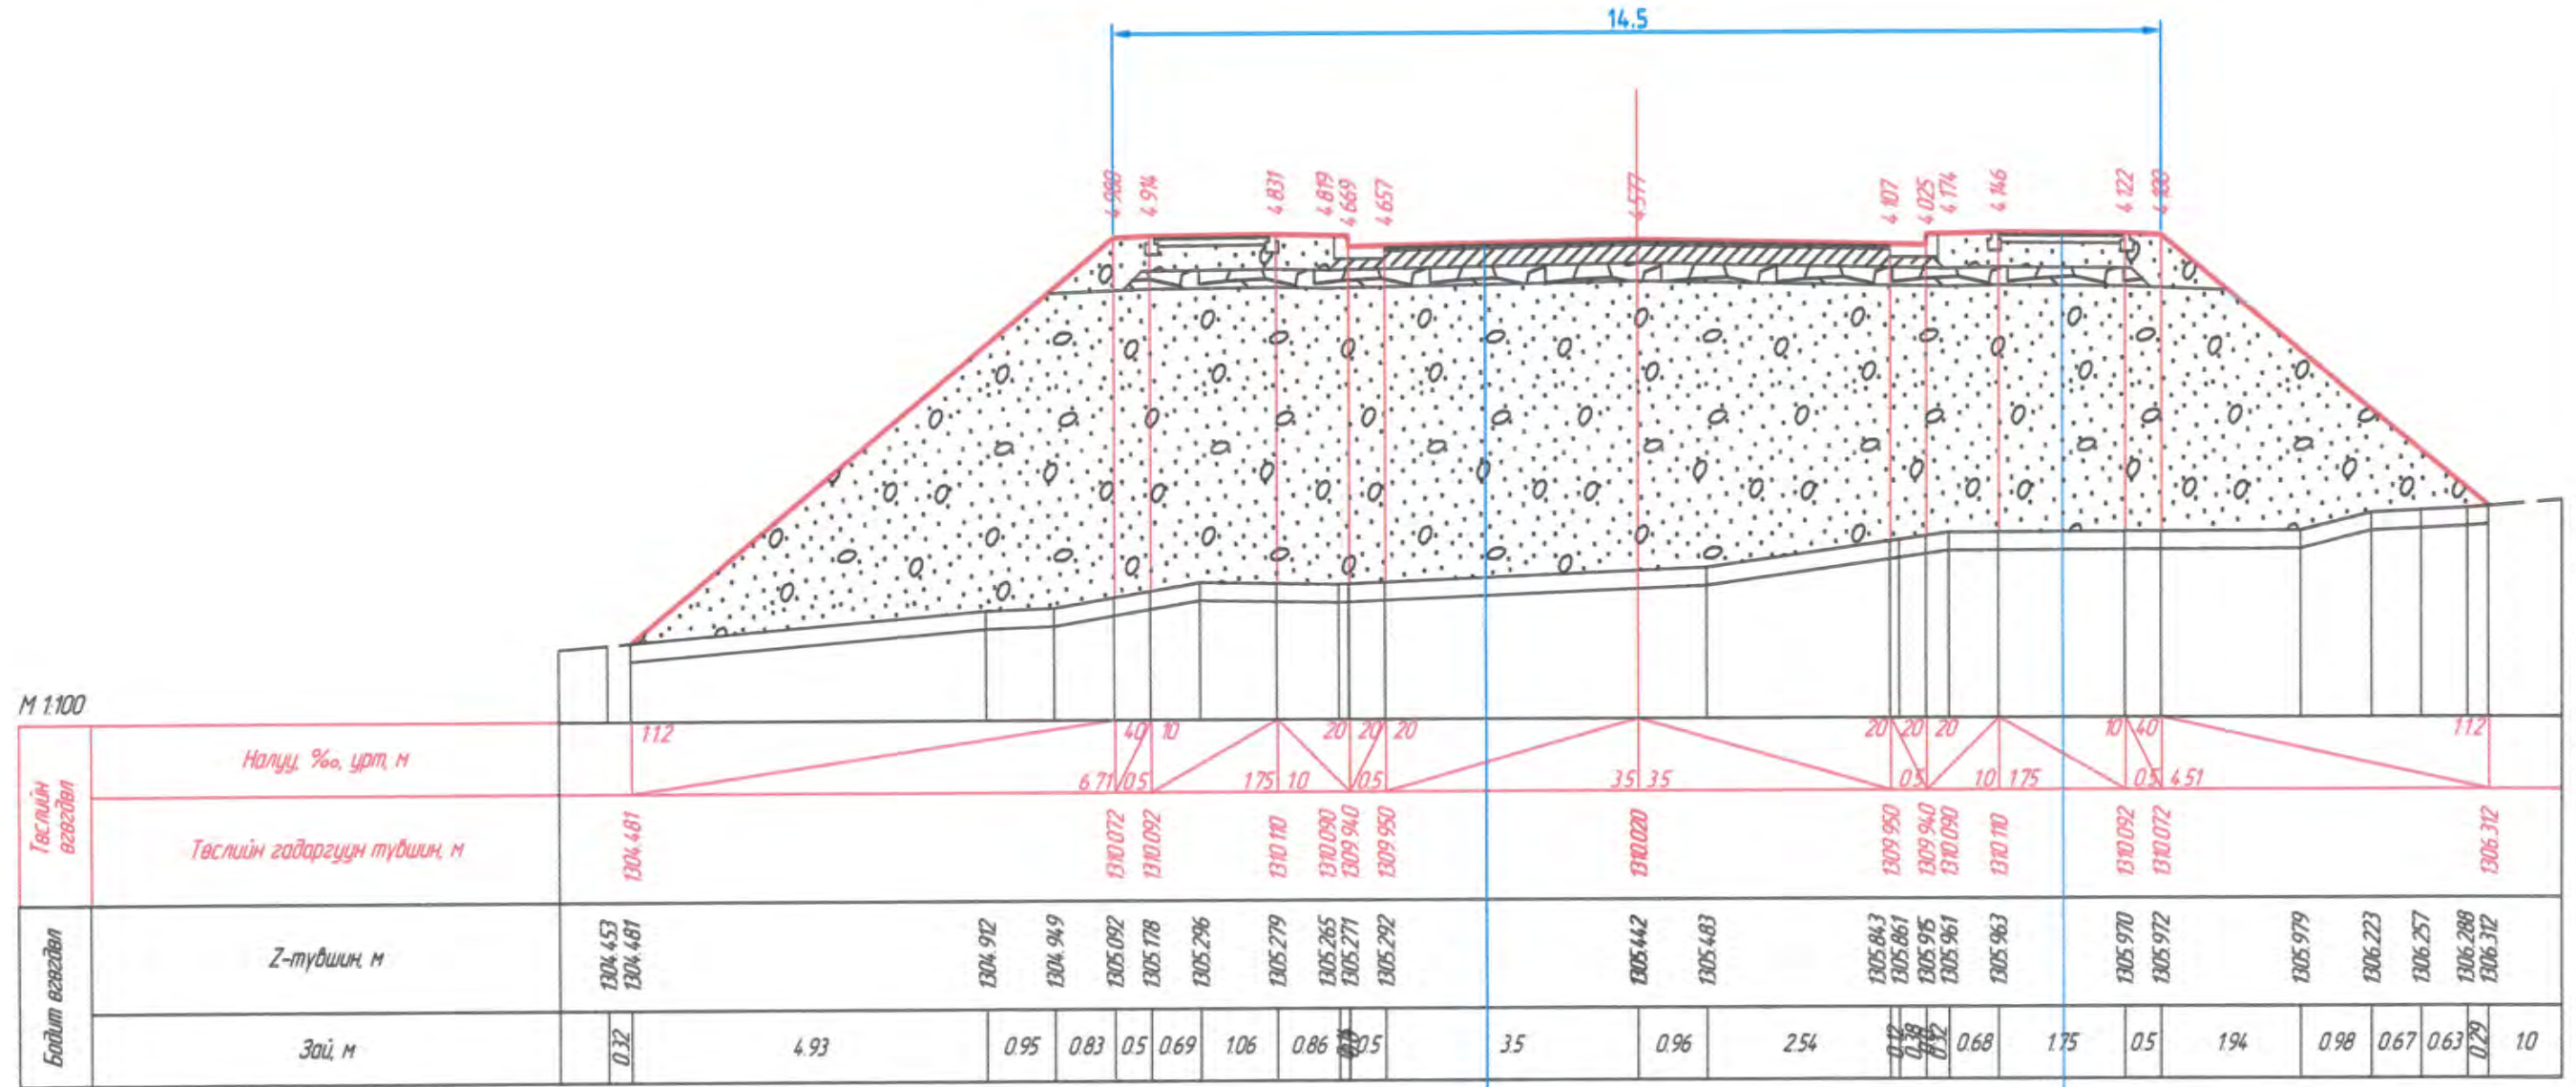 14.5
4.980 4.914 4.831 4.819 4.669 4.657 4.577 4.107 4.025 4.174 4.146 4.122 4.100
М 1:100
Төслийн өгөгдөл
Налуу, ‰, урт, м
1:1.2 40 10 20 20 20 20 20 20 10 40 1:1.2
6.71 0.5 1.75 1.0 0.5 3.5 3.5 0.5 1.0 1.75 0.5 4.51
Төслийн гадаргуун түвшин, м
1304.481 1310.072 1310.092 1310.110 1310.090 1309.940 1309.950 1310.020 1309.950 1309.940 1310.090 1310.110 1310.092 1310.072 1306.312
Бодит өгөгдөл
Z-түвшин, м
1304.453 1304.481 1304.912 1304.949 1305.092 1305.178 1305.296 1305.279 1305.265 1305.271 1305.292 1305.442 1305.483 1305.843 1305.861 1305.915 1305.961 1305.963 1305.970 1305.972 1305.979 1306.223 1306.257 1306.288 1306.312
Зай, м
0.32 4.93 0.95 0.83 0.5 0.69 1.06 0.86 0.5 3.5 0.96 2.54 0.12 0.38 0.32 0.68 1.75 0.5 1.94 0.98 0.67 0.63 0.29 1.0